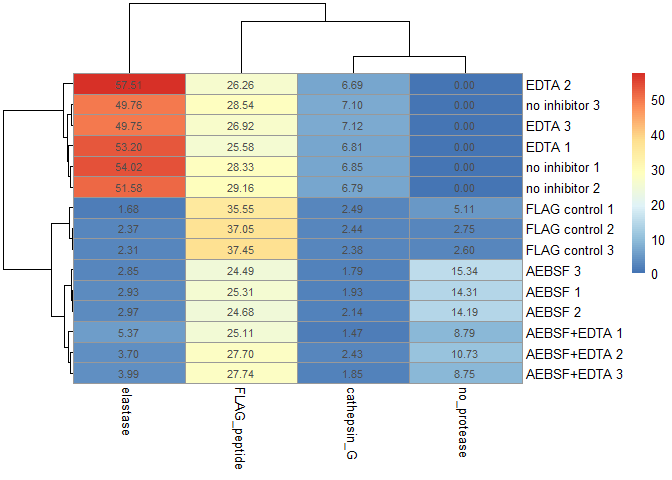 57.51 26.26 6.69 0.00 EDTA 2
49.76 28.54 7.10 0.00 no inhibitor 3
49.75 26.92 7.12 0.00 EDTA 3
53.20 25.58 6.81 0.00 EDTA 1
54.02 28.33 6.85 0.00 no inhibitor 1
51.58 29.16 6.79 0.00 no inhibitor 2
1.68 35.55 2.49 5.11 FLAG control 1
2.37 37.05 2.44 2.75 FLAG control 2
2.31 37.45 2.38 2.60 FLAG control 3
2.85 24.49 1.79 15.34 AEBSF 3
2.93 25.31 1.93 14.31 AEBSF 1
2.97 24.68 2.14 14.19 AEBSF 2
5.37 25.11 1.47 8.79 AEBSF+EDTA 1
3.70 27.70 2.43 10.73 AEBSF+EDTA 2
3.99 27.74 1.85 8.75 AEBSF+EDTA 3
elastase
FLAG_peptide
cathepsin_G
no_protease
50
40
30
20
10
0